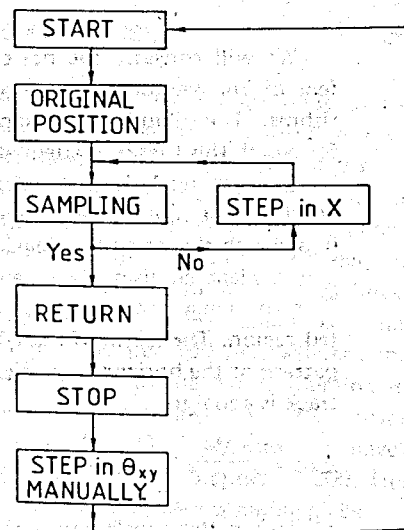 START
ORIGINAL
POSITION
SAMPLING
STEP in X
Yes
No
RETURN
STOP
STEP in θxy
MANUALLY